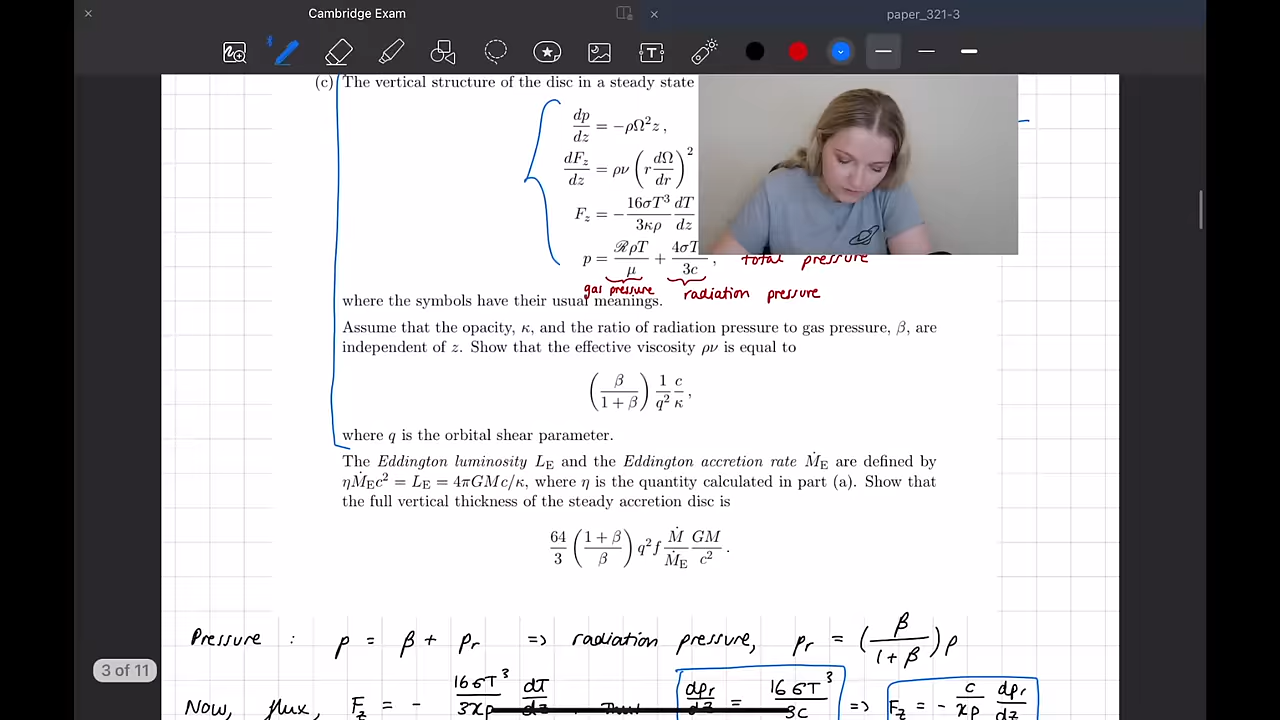 Cambridge Exam
paper_321-3
(c) The vertical structure of the disc in a steady state
dp/dz = −ρΩ²z ,
dF_z/dz = ρν (r dΩ/dr)²
F_z = − 16σT³/3κρ dT/dz
p = ℛρT/μ + 4σT/3c , total pressure
gas pressure radiation pressure
where the symbols have their usual meanings.
Assume that the opacity, κ, and the ratio of radiation pressure to gas pressure, β, are
independent of z. Show that the effective viscosity ρν is equal to
(β/1 + β) 1/q² c/κ ,
where q is the orbital shear parameter.
The Eddington luminosity L_E and the Eddington accretion rate Ṁ_E are defined by
ηṀ_Ec² = L_E = 4πGMc/κ, where η is the quantity calculated in part (a). Show that
the full vertical thickness of the steady accretion disc is
64/3 (1 + β/β) q²f Ṁ/Ṁ_E GM/c² .
Pressure : p = β + p_r => radiation pressure, p_r = (β/1 + β) p
3 of 11
Now, flux, F_z = − 16σT³/3κρ dT/dz . Thus dp_r/dz = 16σT³/3c => F_z = − c/κρ dp_r/dz